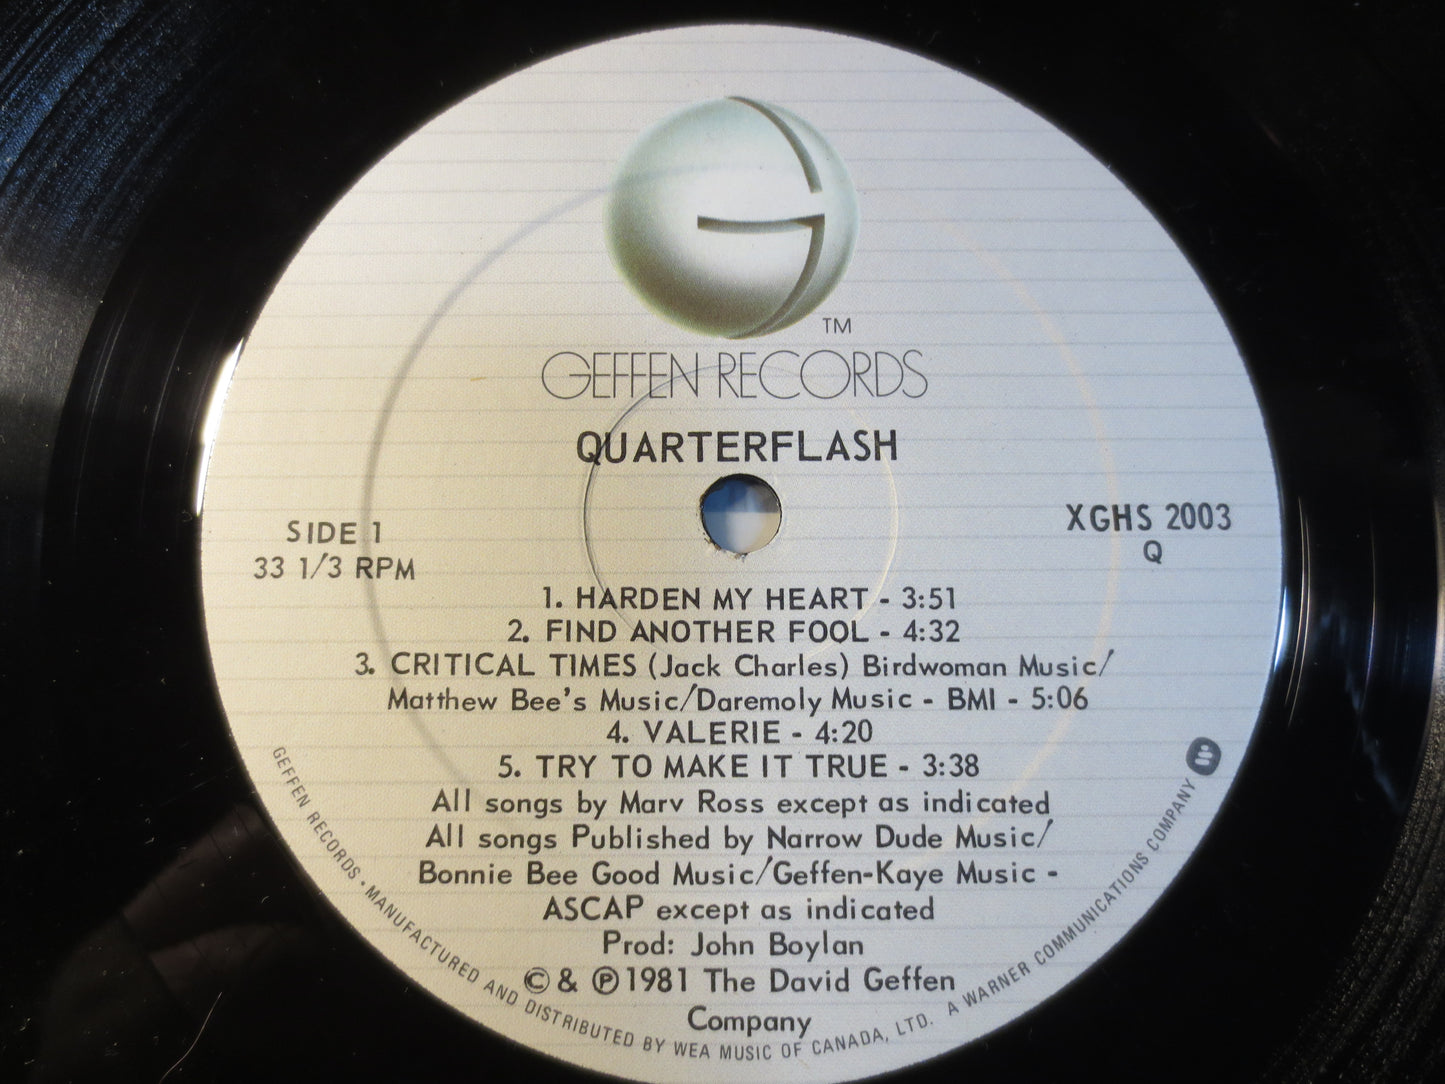 TM
GEFFEN RECORDS
QUARTERFLASH
SIDE 1
33 1/3 RPM
XGHS 2003
Q
1. HARDEN MY HEART - 3:51
2. FIND ANOTHER FOOL - 4:32
3. CRITICAL TIMES (Jack Charles) Birdwoman Music/
Matthew Bee's Music/Daremoly Music - BMI - 5:06
4. VALERIE - 4:20
5. TRY TO MAKE IT TRUE - 3:38
All songs by Marv Ross except as indicated
All songs Published by Narrow Dude Music/
Bonnie Bee Good Music/Geffen-Kaye Music -
ASCAP except as indicated
Prod: John Boylan
© & ℗ 1981 The David Geffen
Company
GEFFEN RECORDS · MANUFACTURED AND DISTRIBUTED BY WEA MUSIC OF CANADA, LTD. A WARNER COMMUNICATIONS COMPANY